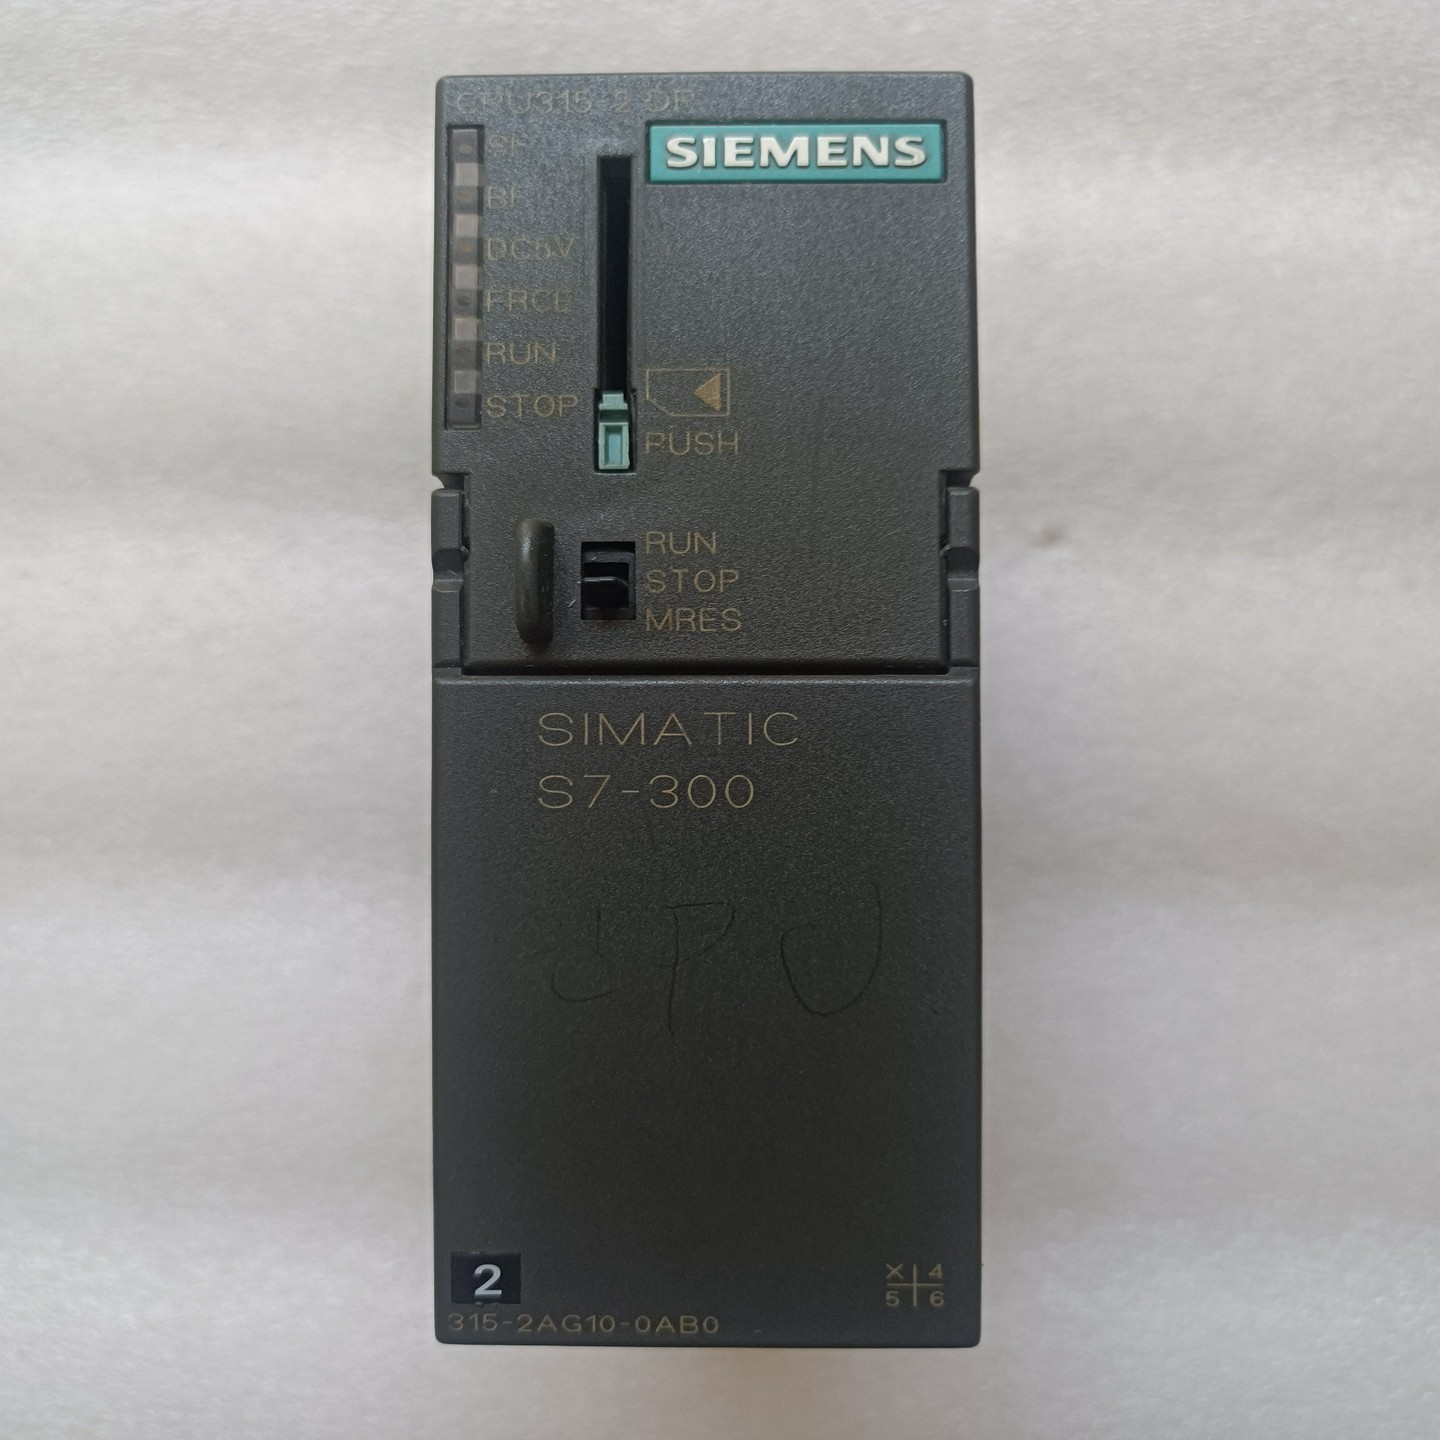 CPU315-2 DP
SIEMENS
SF
BF
DC5V
FRCE
RUN
STOP
PUSH
RUN
STOP
MRES
SIMATIC
S7-300
CPU
2
X 4
5 6
315-2AG10-0AB0